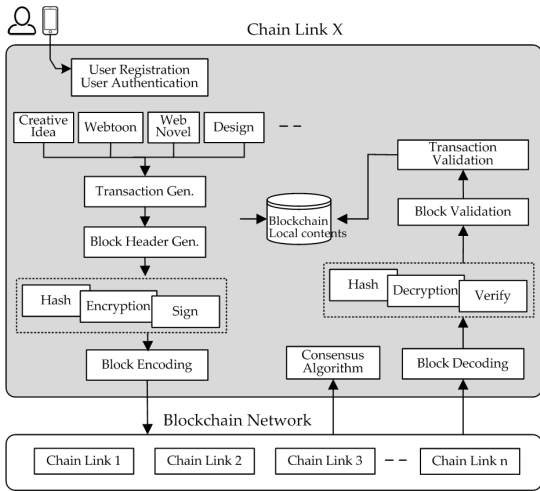 Chain Link X
User Registration
User Authentication
Creative
Idea
Webtoon
Web
Novel
Design
Transaction Gen.
Block Header Gen.
Hash
Encryption
Sign
Block Encoding
Blockchain
Local contents
Transaction
Validation
Block Validation
Hash
Decryption
Verify
Consensus
Algorithm
Block Decoding
Blockchain Network
Chain Link 1
Chain Link 2
Chain Link 3
Chain Link n